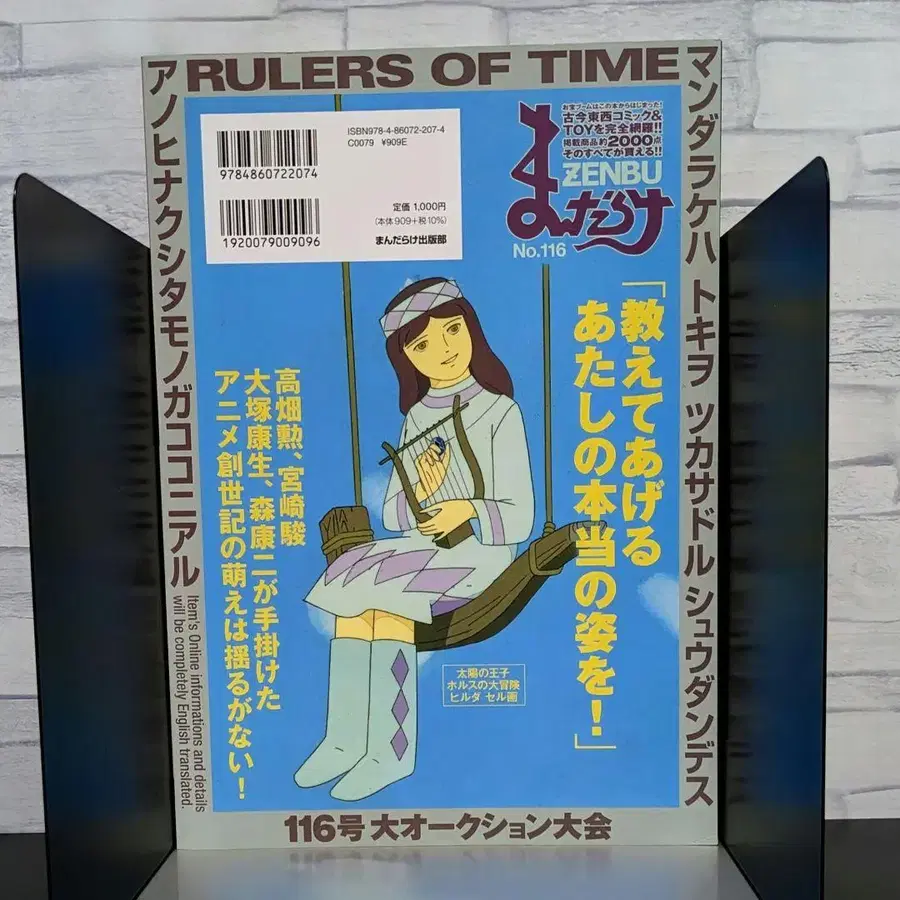 RULERS OF TIME
アノヒナクシタモノガココニアル
マンダラケハ トキヲ ツカサドル シュウダンデス
ISBN978-4-86072-207-4
C0079 ¥909E
9784860722074
定価 1,000円
(本体 909+税10%)
1920079009096
まんだらけ出版部
お宝ブームはこの本からはじまった!
古今東西コミック&
TOYを完全網羅!!
掲載商品約2000点
そのすべてが買える!!
ZENBU
まんだらけ
No.116
「教えてあげる
あたしの本当の姿を!」
高畑勲、宮崎駿
大塚康生、森康二が手掛けた
アニメ創世記の萌えは揺るがない!
太陽の王子
ホルスの大冒険
ヒルダ セル画
Item's Online informations and details
will be completely English translated.
116号 大オークション大会